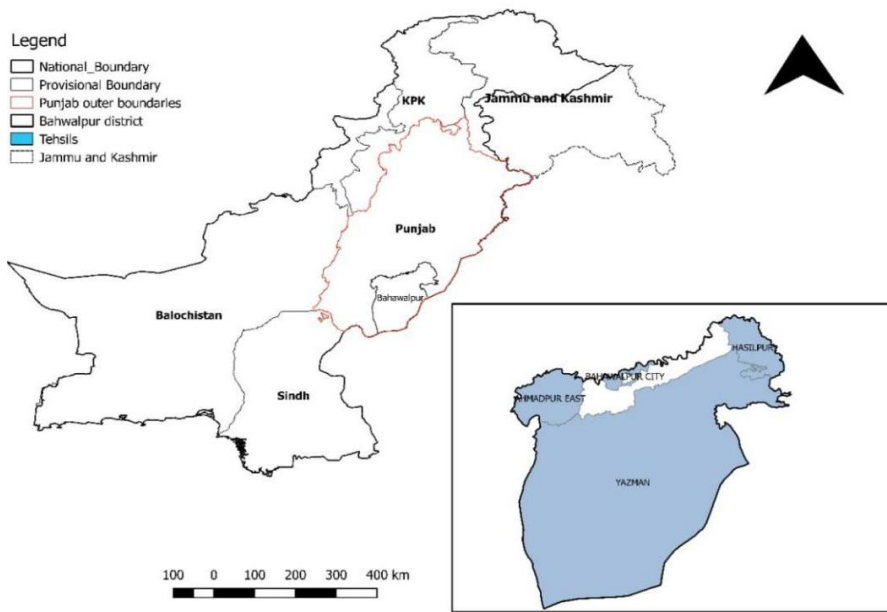 Legend
National_Boundary
Provisional Boundary
Punjab outer boundaries
Bahwalpur district
Tehsils
Jammu and Kashmir
KPK
Jammu and Kashmir
Punjab
Bahawalpur
Balochistan
Sindh
HASILPUR
BAHAWALPUR CITY
AHMADPUR EAST
YAZMAN
100 0 100 200 300 400 km